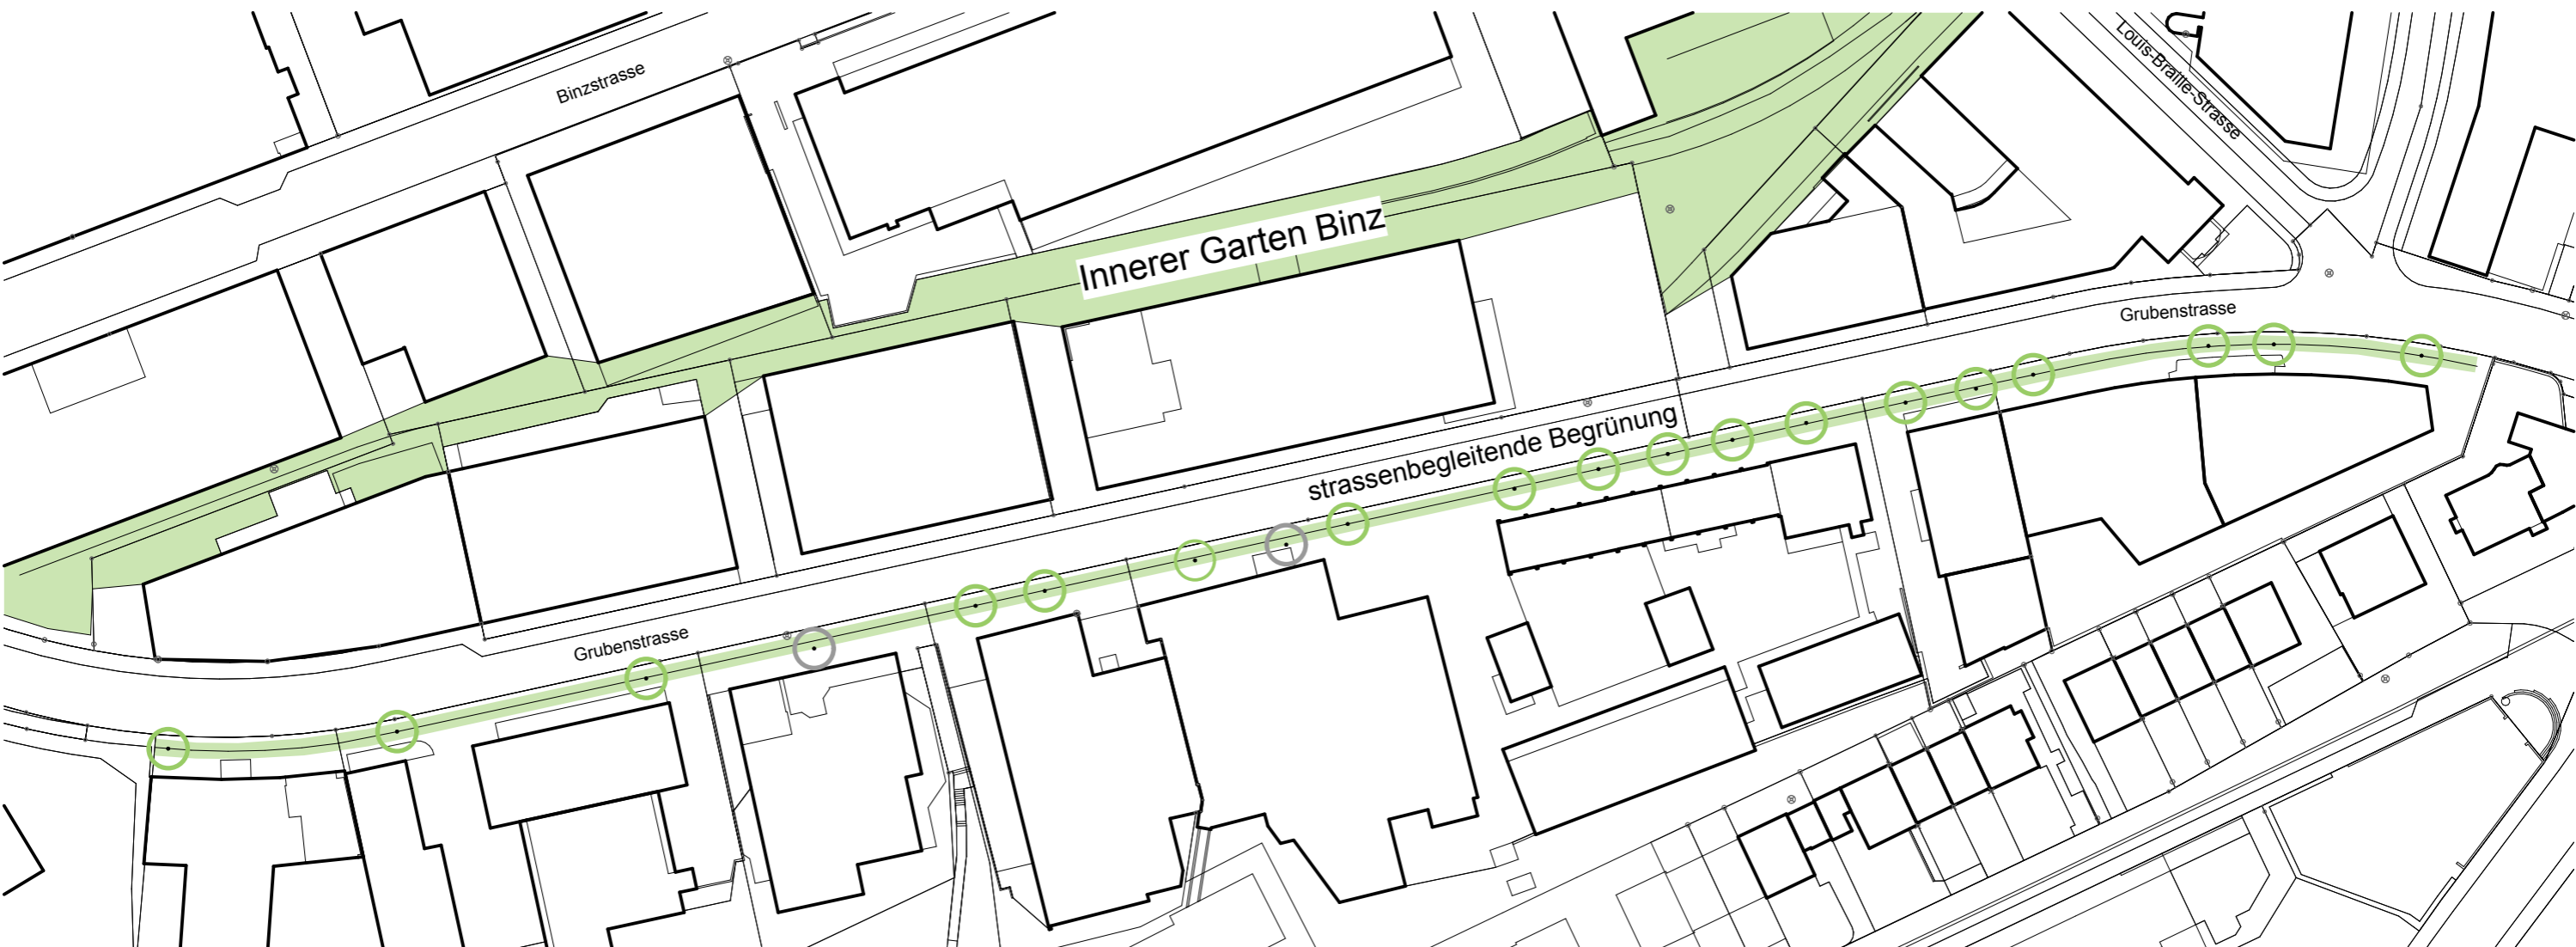 Binzstrasse
Louis-Braille-Strasse
Innerer Garten Binz
Grubenstrasse
strassenbegleitende Begrünung
Grubenstrasse